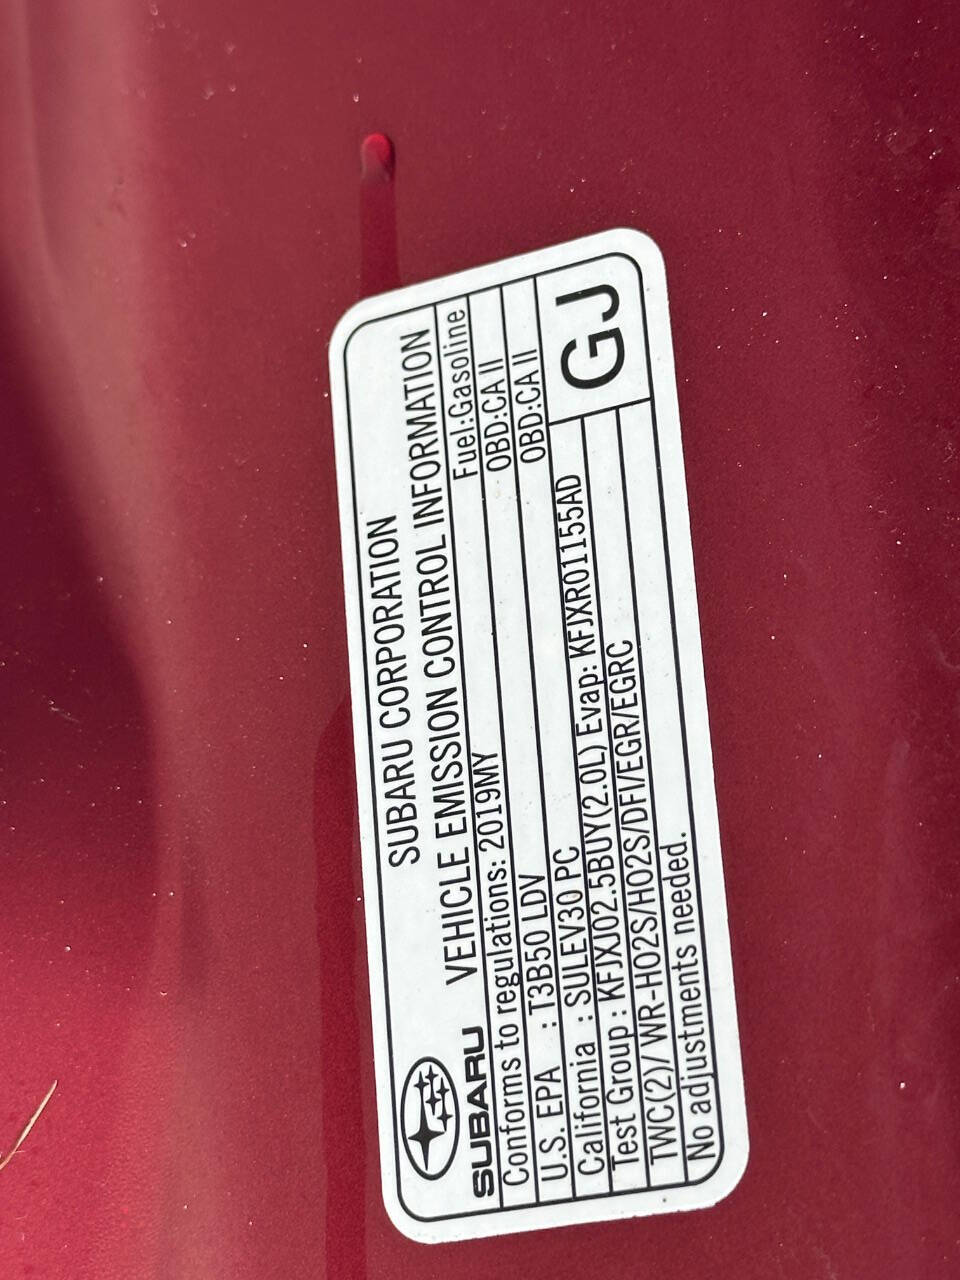 SUBARU CORPORATION
SUBARU VEHICLE EMISSION CONTROL INFORMATION
Conforms to regulations: 2019MY Fuel:Gasoline
U.S. EPA : T3B50 LDV OBD:CA II
California : SULEV30 PC OBD:CA II
Test Group : KFJXJ02.5BUY(2.0L) Evap: KFJXR01155AD
TWC(2)/WR-HO2S/HO2S/DFI/EGR/EGRC
No adjustments needed.
GJ